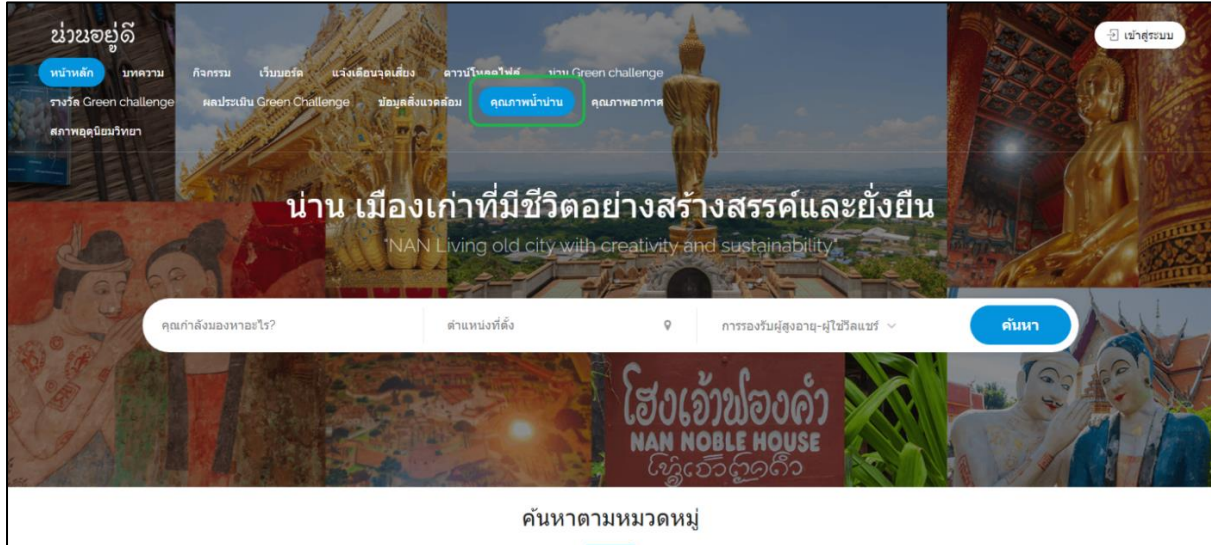 น่านอยู่ดี
เข้าสู่ระบบ
หน้าหลัก บทความ กิจกรรม เว็บบอร์ด แจ้งเตือนจุดเสี่ยง ดาวน์โหลดไฟล์ น่าน Green challenge
รางวัล Green challenge ผลประเมิน Green Challenge ข้อมูลสิ่งแวดล้อม คุณภาพน้ำน่าน คุณภาพอากาศ
สภาพอุตุนิยมวิทยา
น่าน เมืองเก่าที่มีชีวิตอย่างสร้างสรรค์และยั่งยืน
"NAN Living old city with creativity and sustainability"
คุณกำลังมองหาอะไร? ตำแหน่งที่ตั้ง การรองรับผู้สูงอายุ-ผู้ใช้วีลแชร์ ค้นหา
โฮงเจ้าฟองคำ
NAN NOBLE HOUSE
ค้นหาตามหมวดหมู่